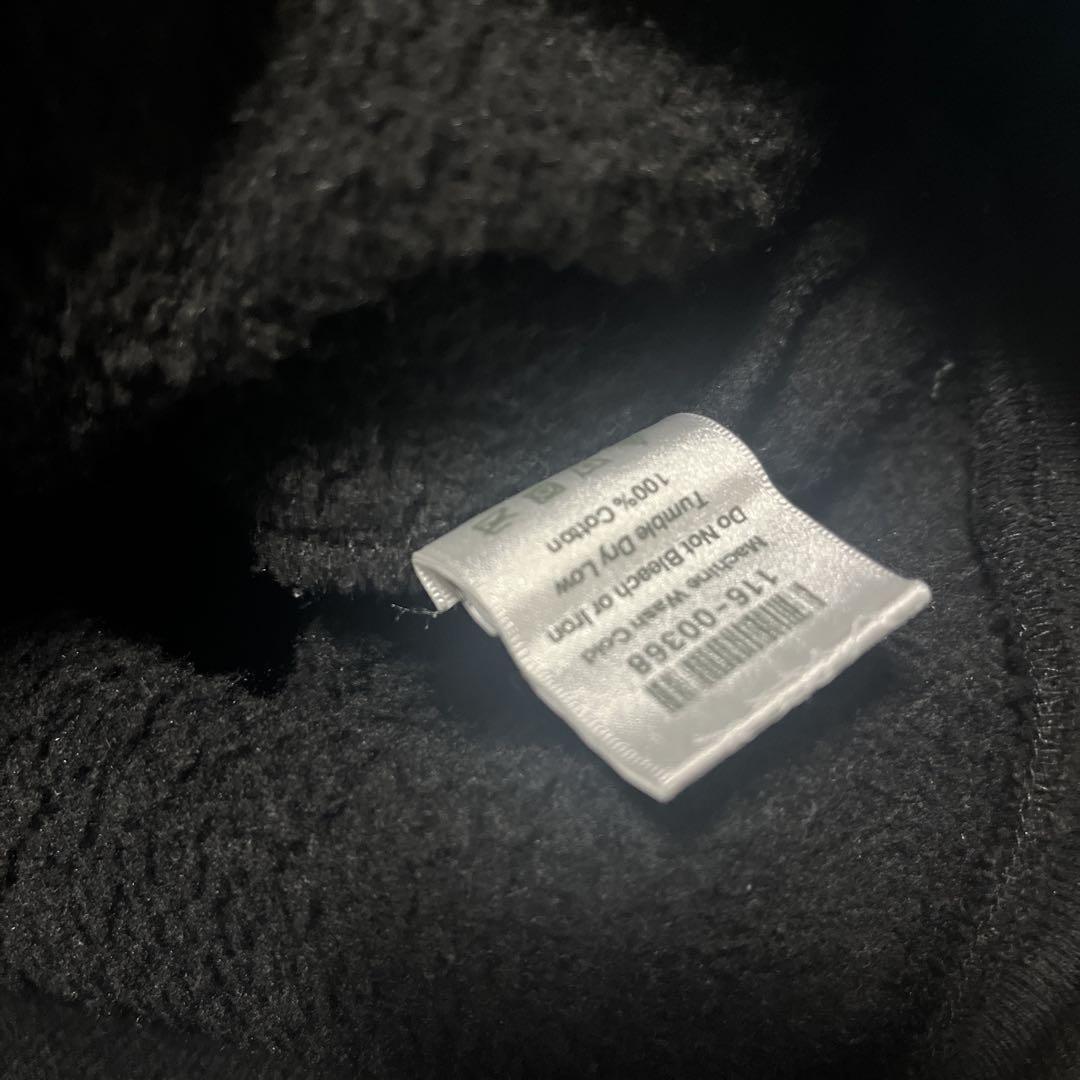 116-00368
Machine Wash Cold
Do Not Bleach or Iron
Tumble Dry Low
100% Cotton